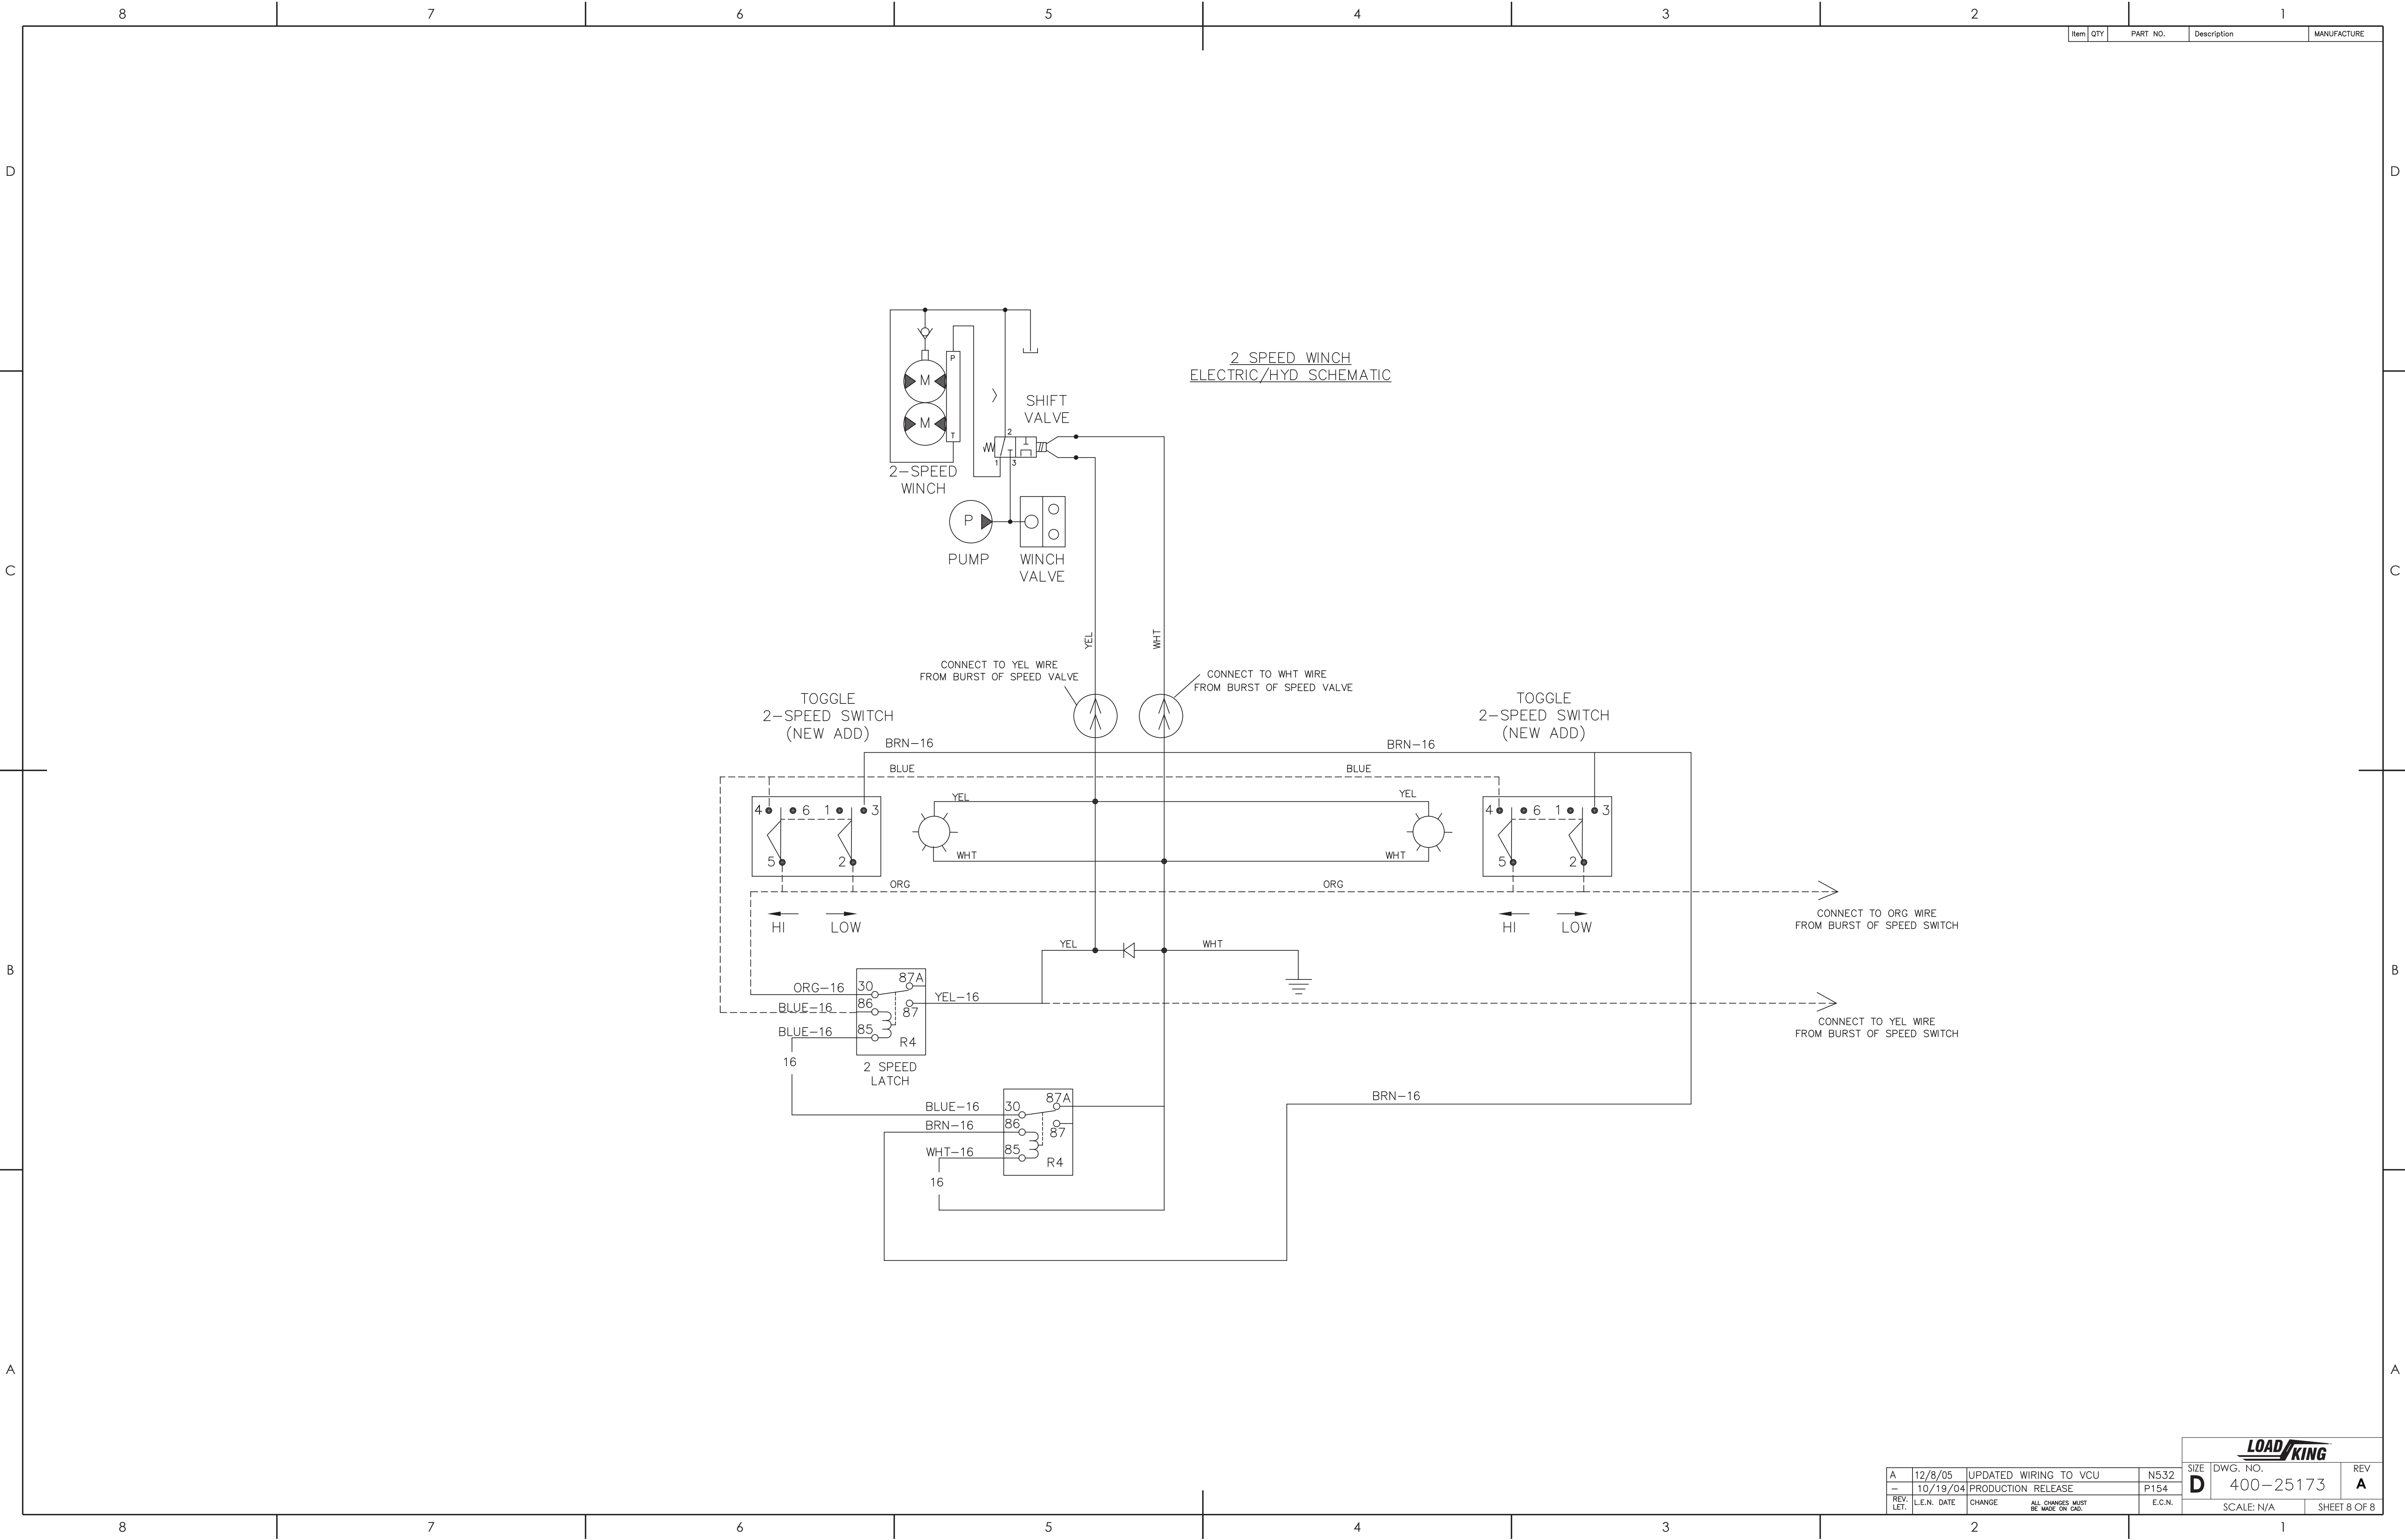 8 7 6 5 4 3 2 1
Item QTY PART NO. Description MANUFACTURE
D D
2 SPEED WINCH
ELECTRIC/HYD SCHEMATIC
P
M
M
T
SHIFT
VALVE
2
1 3
2-SPEED
WINCH
P
PUMP
WINCH
VALVE
C C
YEL
WHT
CONNECT TO YEL WIRE
FROM BURST OF SPEED VALVE
CONNECT TO WHT WIRE
FROM BURST OF SPEED VALVE
TOGGLE
2-SPEED SWITCH
(NEW ADD)
TOGGLE
2-SPEED SWITCH
(NEW ADD)
BRN-16 BRN-16
BLUE BLUE
YEL YEL
4 6 1 3
4 6 1 3
5 2
WHT WHT
5 2
ORG ORG
HI LOW
HI LOW
CONNECT TO ORG WIRE
FROM BURST OF SPEED SWITCH
YEL WHT
B B
ORG-16 30 87A
BLUE-16 86 87 YEL-16
BLUE-16 85 R4
16
2 SPEED
LATCH
CONNECT TO YEL WIRE
FROM BURST OF SPEED SWITCH
BLUE-16 30 87A
BRN-16 86 87
WHT-16 85 R4
16
BRN-16
A A
LOAD KING
A 12/8/05 UPDATED WIRING TO VCU N532
- 10/19/04 PRODUCTION RELEASE P154
REV. LET. L.E.N. DATE CHANGE ALL CHANGES MUST BE MADE ON CAD. E.C.N.
SIZE DWG. NO. REV
D 400-25173 A
SCALE: N/A SHEET 8 OF 8
8 7 6 5 4 3 2 1